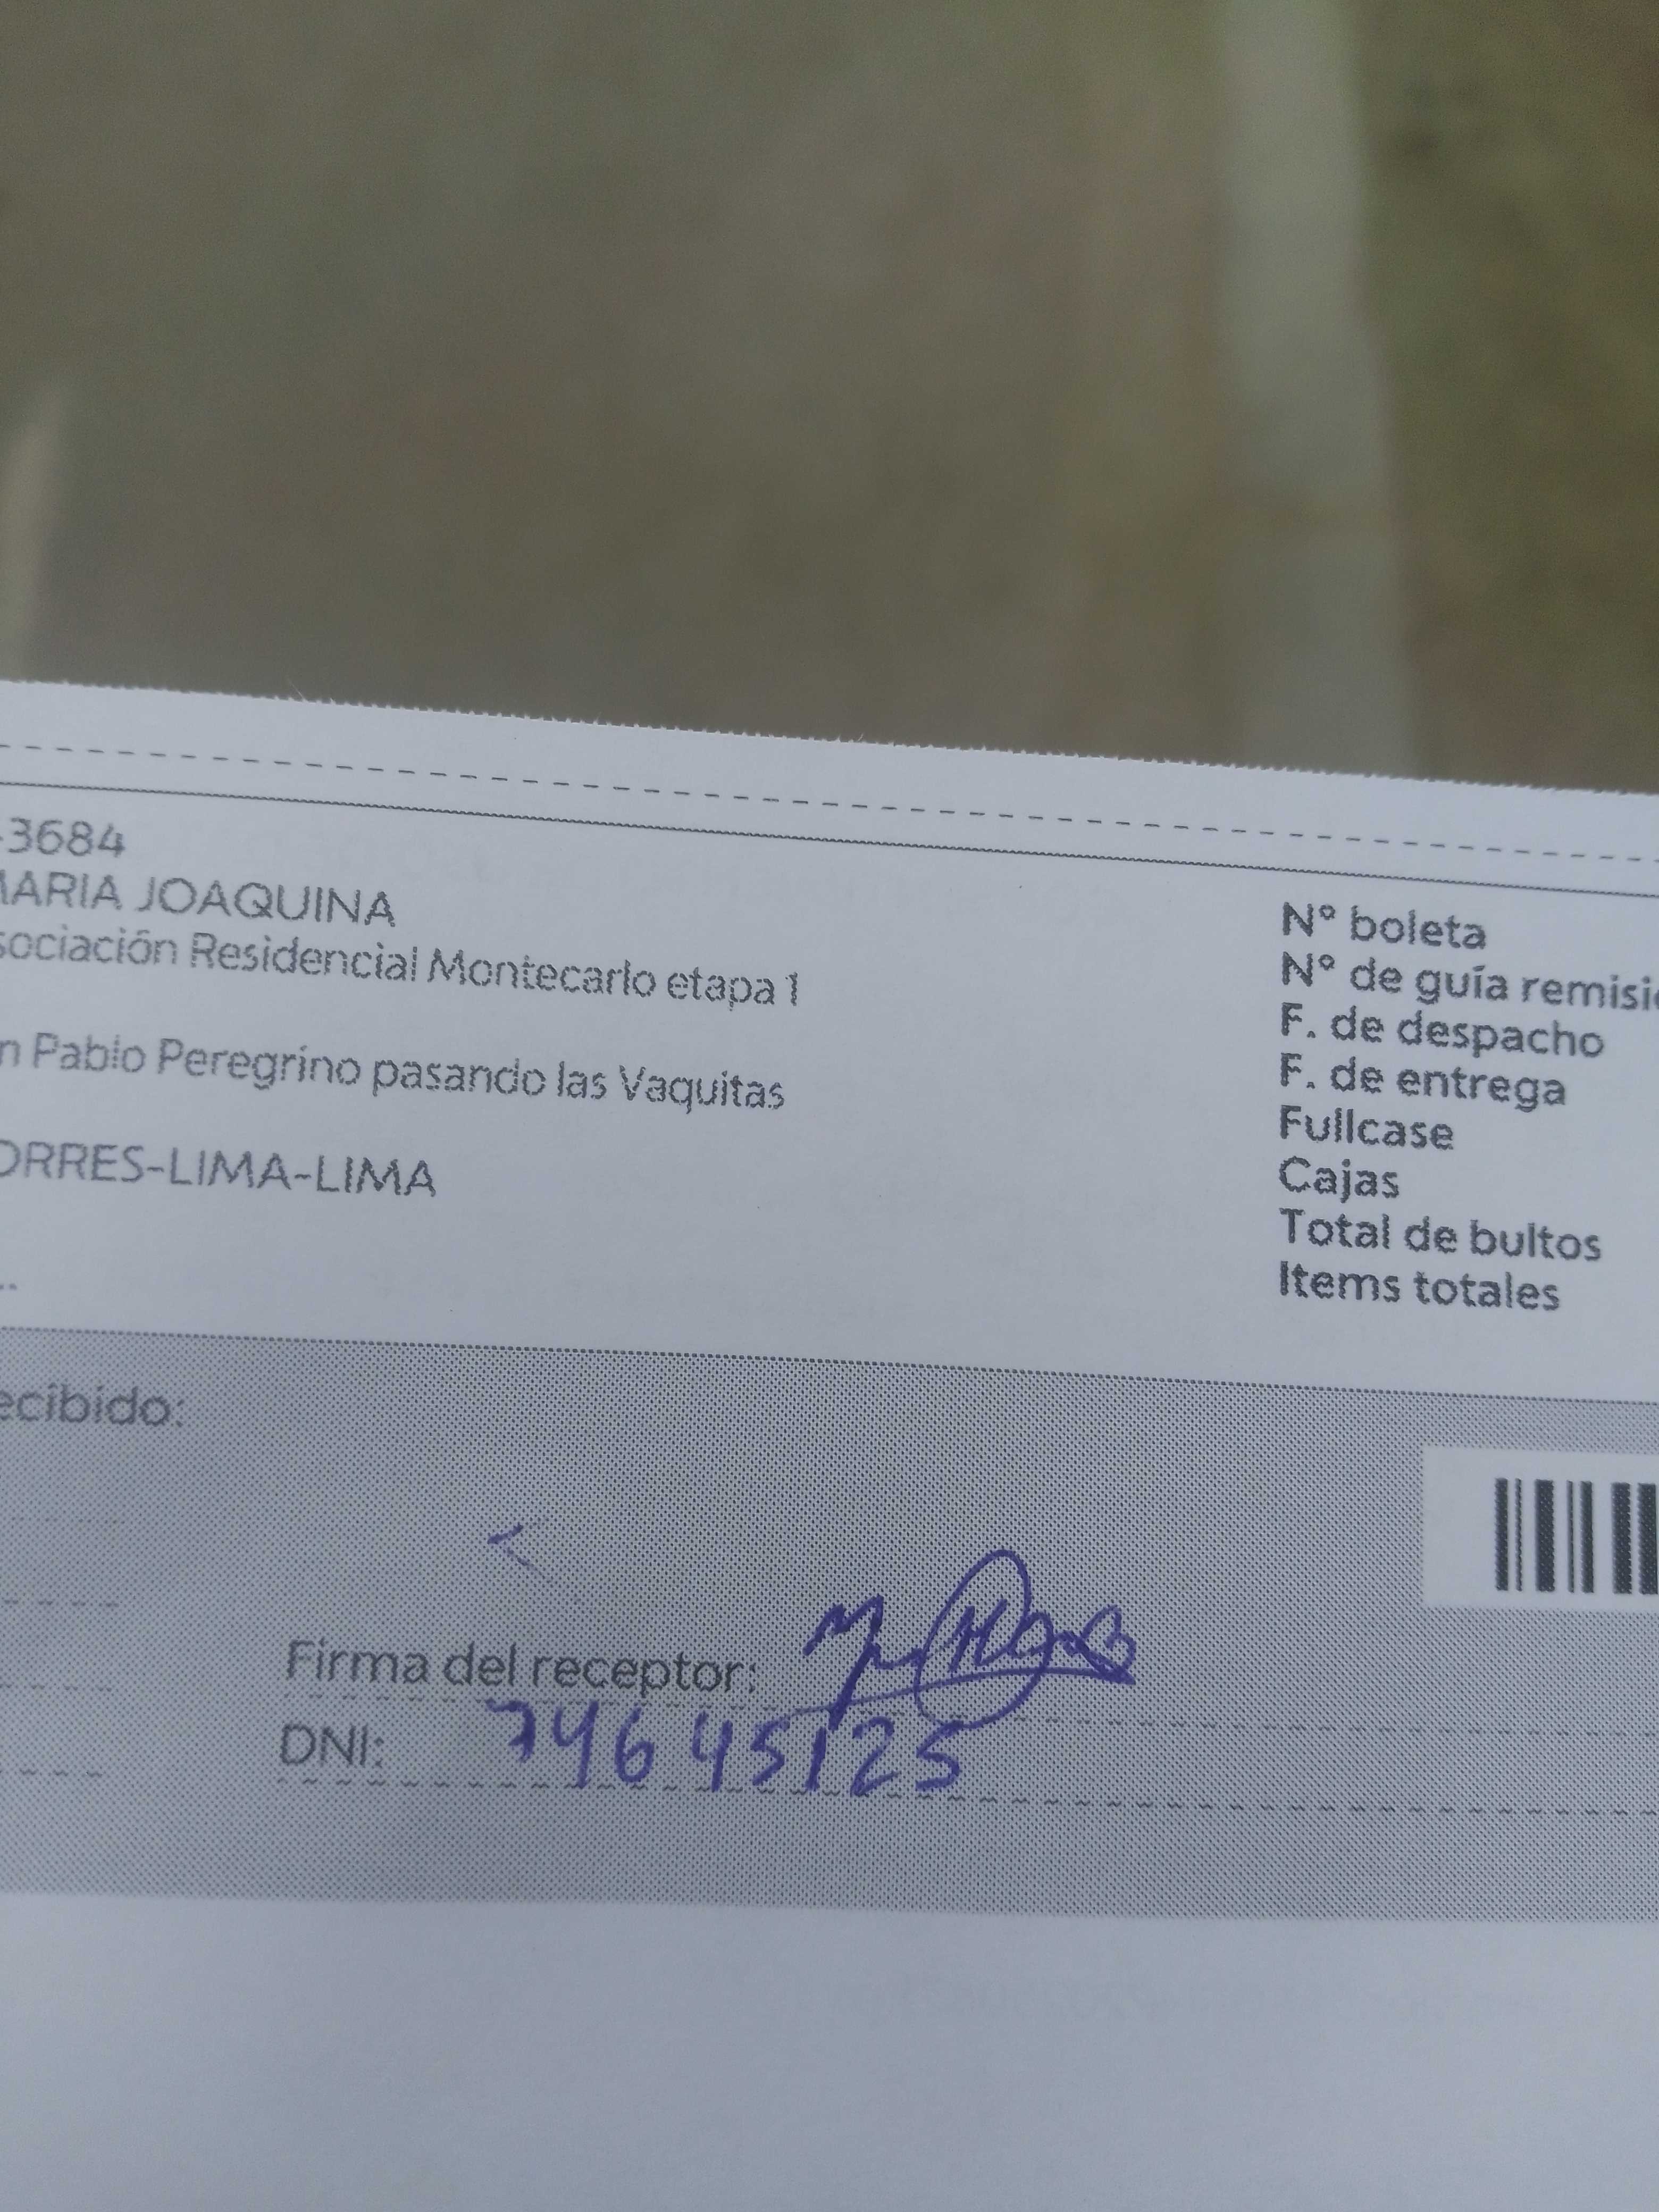 -3684
MARIA JOAQUINA
sociación Residencial Montecarlo etapa 1
n Pablo Peregrino pasando las Vaquitas
ORRES-LIMA-LIMA
..
N° boleta
N° de guía remisi
F. de despacho
F. de entrega
Fullcase
Cajas
Total de bultos
Items totales
ecibido:
Firma del receptor:
DNI: 74645125